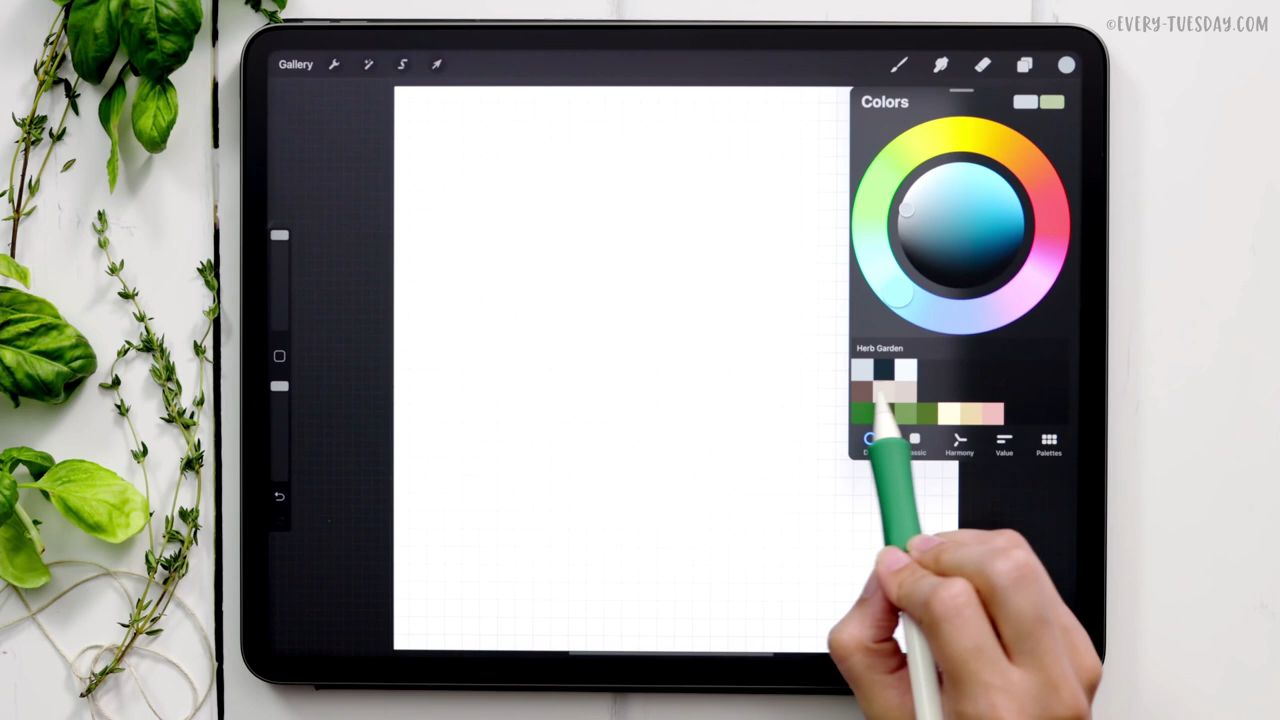 ©EVERY-TUESDAY.COM
Gallery
Colors
Herb Garden
Harmony
Value
Palettes